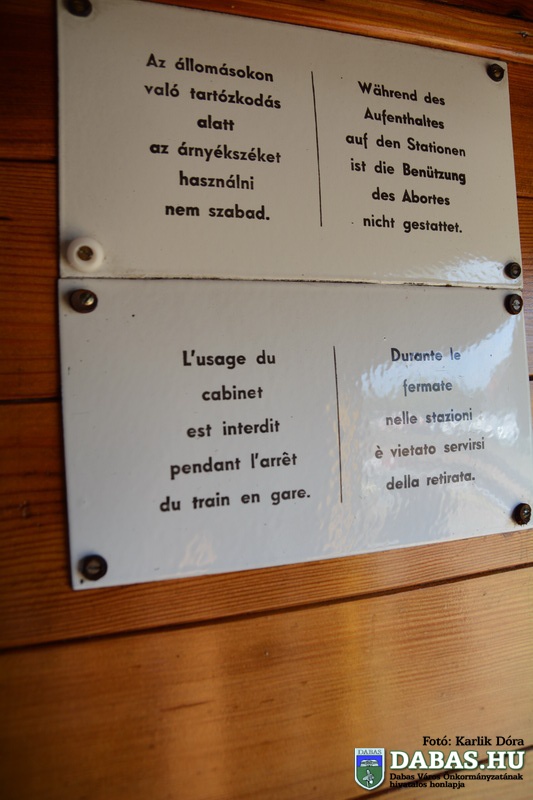 Az állomásokon
való tartózkodás
alatt
az árnyékszéket
használni
nem szabad.
Während des
Aufenthaltes
auf den Stationen
ist die Benützung
des Abortes
nicht gestattet.
L'usage du
cabinet
est interdit
pendant l'arrêt
du train en gare.
Durante le
fermate
nelle stazioni
è vietato servirsi
della retirata.
Fotó: Karlik Dóra
DABAS
DABAS.HU
Dabas Város Önkormányzatának
hivatalos honlapja